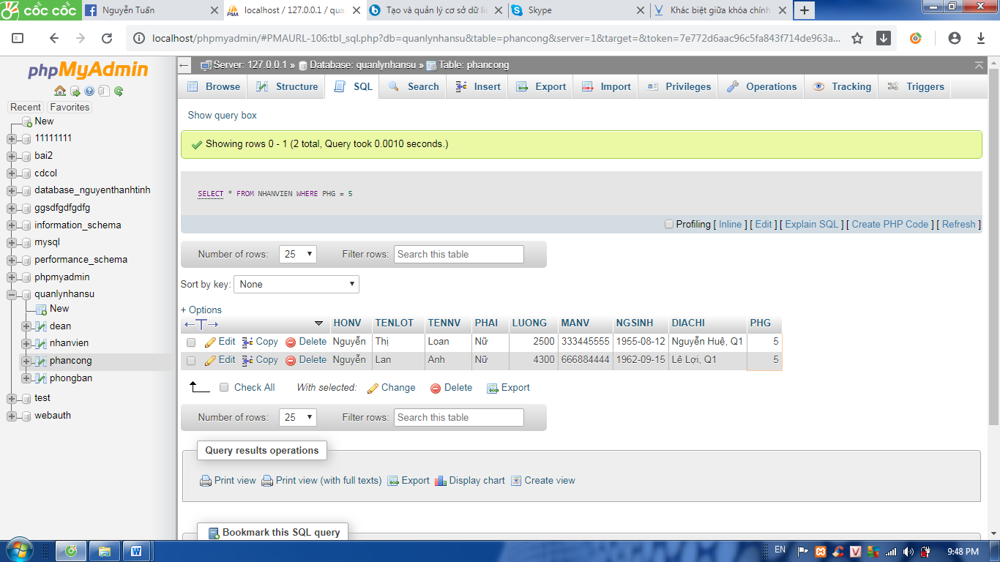 cốc cốc
Nguyễn Tuấn
localhost / 127.0.0.1 / qua
Tạo và quản lý cơ sở dữ liệ
Skype
Khác biệt giữa khóa chính
localhost/phpmyadmin/#PMAURL-106:tbl_sql.php?db=quanlynhansu&table=phancong&server=1&target=&token=7e772d6aac96c5fa843f714de963a...
phpMyAdmin
Recent Favorites
New
11111111
bai2
cdcol
database_nguyenthanhtinh
ggsdfgdfgdfg
information_schema
mysql
performance_schema
phpmyadmin
quanlynhansu
New
dean
nhanvien
phancong
phongban
test
webauth
Server: 127.0.0.1 » Database: quanlynhansu » Table: phancong
Browse Structure SQL Search Insert Export Import Privileges Operations Tracking Triggers
Show query box
Showing rows 0 - 1 (2 total, Query took 0.0010 seconds.)
SELECT * FROM NHANVIEN WHERE PHG = 5
Profiling [ Inline ] [ Edit ] [ Explain SQL ] [ Create PHP Code ] [ Refresh ]
Number of rows: 25 Filter rows: Search this table
Sort by key: None
+ Options
HONV TENLOT TENNV PHAI LUONG MANV NGSINH DIACHI PHG
Edit Copy Delete Nguyễn Thị Loan Nữ 2500 333445555 1955-08-12 Nguyễn Huệ, Q1 5
Edit Copy Delete Nguyễn Lan Anh Nữ 4300 666884444 1962-09-15 Lê Lợi, Q1 5
Check All With selected: Change Delete Export
Number of rows: 25 Filter rows: Search this table
Query results operations
Print view Print view (with full texts) Export Display chart Create view
Bookmark this SQL query
EN 9:48 PM